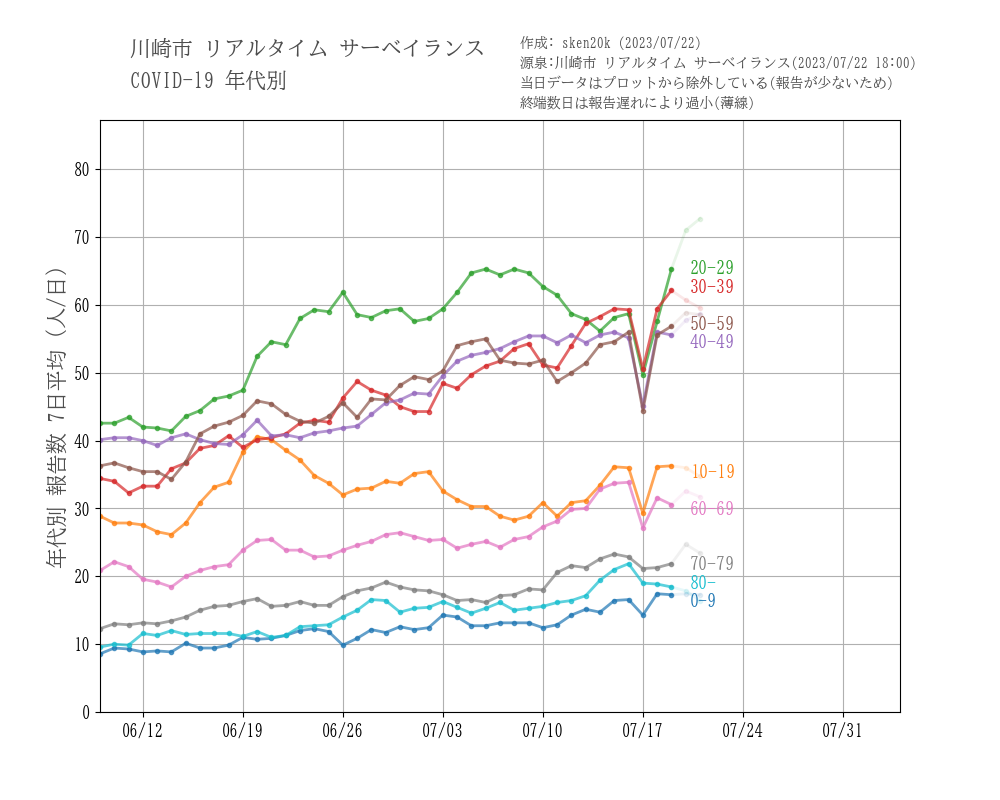 川崎市 リアルタイム サーベイランス
COVID-19 年代別
作成: sken20k (2023/07/22)
源泉:川崎市 リアルタイム サーベイランス(2023/07/22 18:00)
当日データはプロットから除外している(報告が少ないため)
終端数日は報告遅れにより過小(薄線)
年代別 報告数 7日平均 (人/日)
80
70
60
50
40
30
20
10
0
20-29
30-39
50-59
40-49
10-19
60-69
70-79
80-
0-9
06/12 06/19 06/26 07/03 07/10 07/17 07/24 07/31